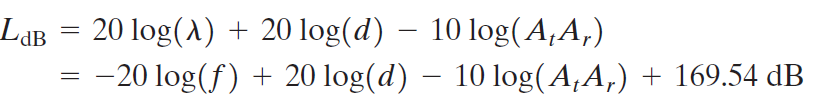 L_dB = 20 log(λ) + 20 log(d) − 10 log(A_t A_r)
= −20 log(f) + 20 log(d) − 10 log(A_t A_r) + 169.54 dB